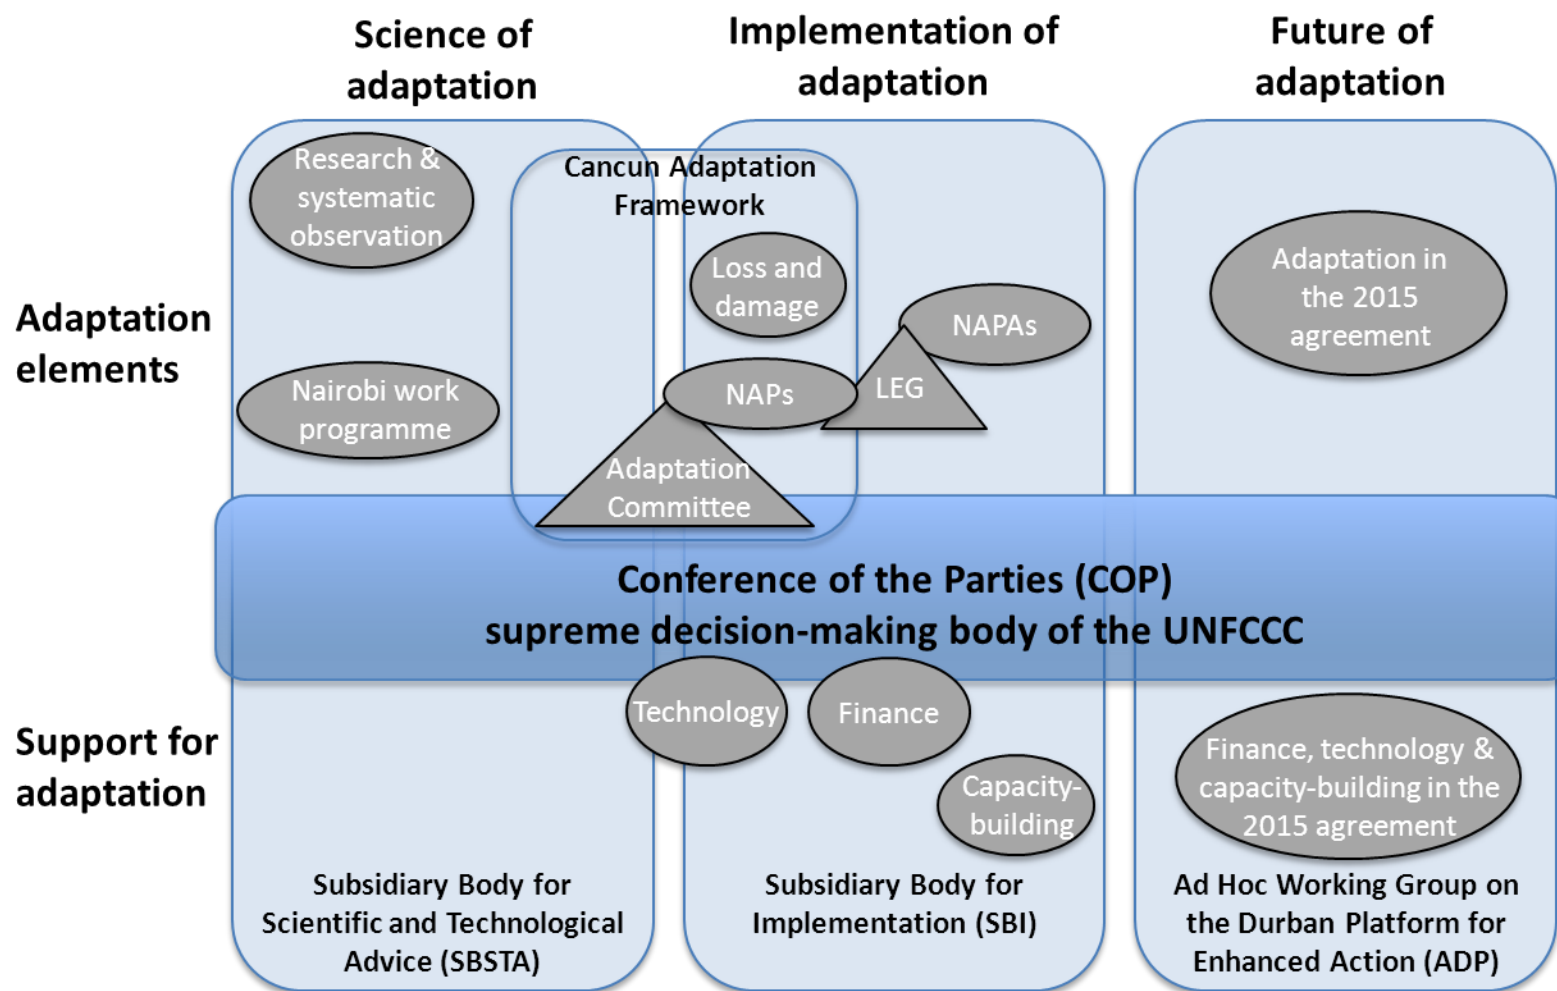 Science of
adaptation
Implementation of
adaptation
Future of
adaptation
Adaptation
elements
Research &
systematic
observation
Nairobi work
programme
Cancun Adaptation
Framework
Loss and
damage
NAPs
Adaptation
Committee
LEG
NAPAs
Adaptation in
the 2015
agreement
Conference of the Parties (COP)
supreme decision-making body of the UNFCCC
Support for
adaptation
Technology
Finance
Capacity-
building
Finance, technology &
capacity-building in the
2015 agreement
Subsidiary Body for
Scientific and Technological
Advice (SBSTA)
Subsidiary Body for
Implementation (SBI)
Ad Hoc Working Group on
the Durban Platform for
Enhanced Action (ADP)